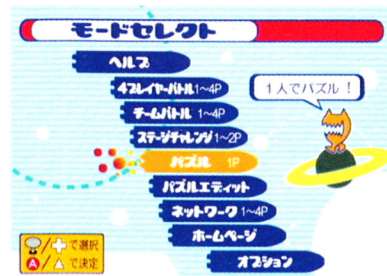 モードセレクト
ヘルプ
4プレイヤーバトル1〜4P
チームバトル 1〜4P
ステージチャレンジ1〜2P
パズル 1P
パズルエディット
ネットワーク1〜4P
ホームページ
オプション
1人でパズル！
/ で選択
A/△ で決定